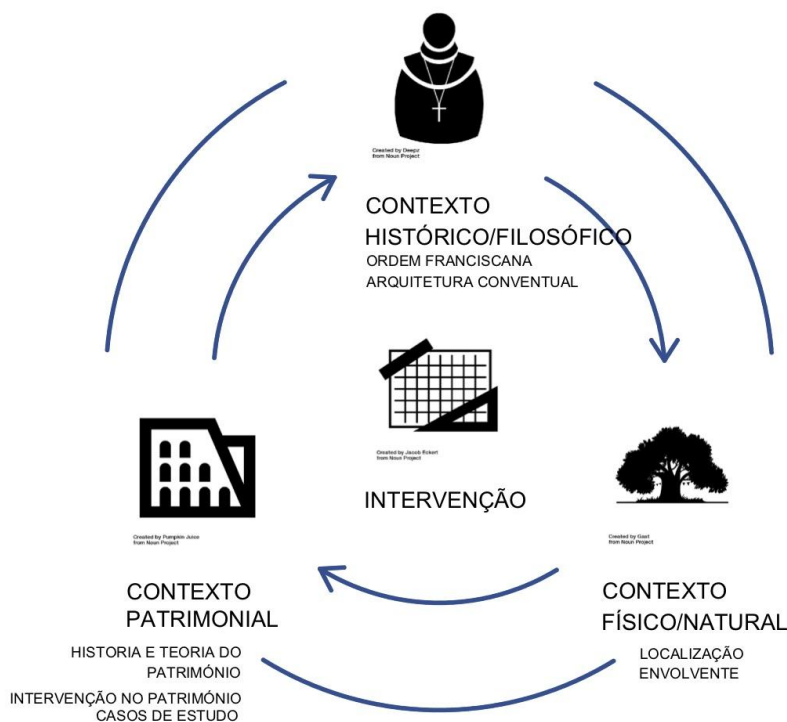 Created by Deepz
from Noun Project
CONTEXTO
HISTÓRICO/FILOSÓFICO
ORDEM FRANCISCANA
ARQUITETURA CONVENTUAL
Created by Jacob Eckert
from Noun Project
INTERVENÇÃO
Created by Pumpkin Juice
from Noun Project
CONTEXTO
PATRIMONIAL
HISTORIA E TEORIA DO
PATRIMÓNIO
INTERVENÇÃO NO PATRIMÓNIO
CASOS DE ESTUDO
Created by Gaet
from Noun Project
CONTEXTO
FÍSICO/NATURAL
LOCALIZAÇÃO
ENVOLVENTE